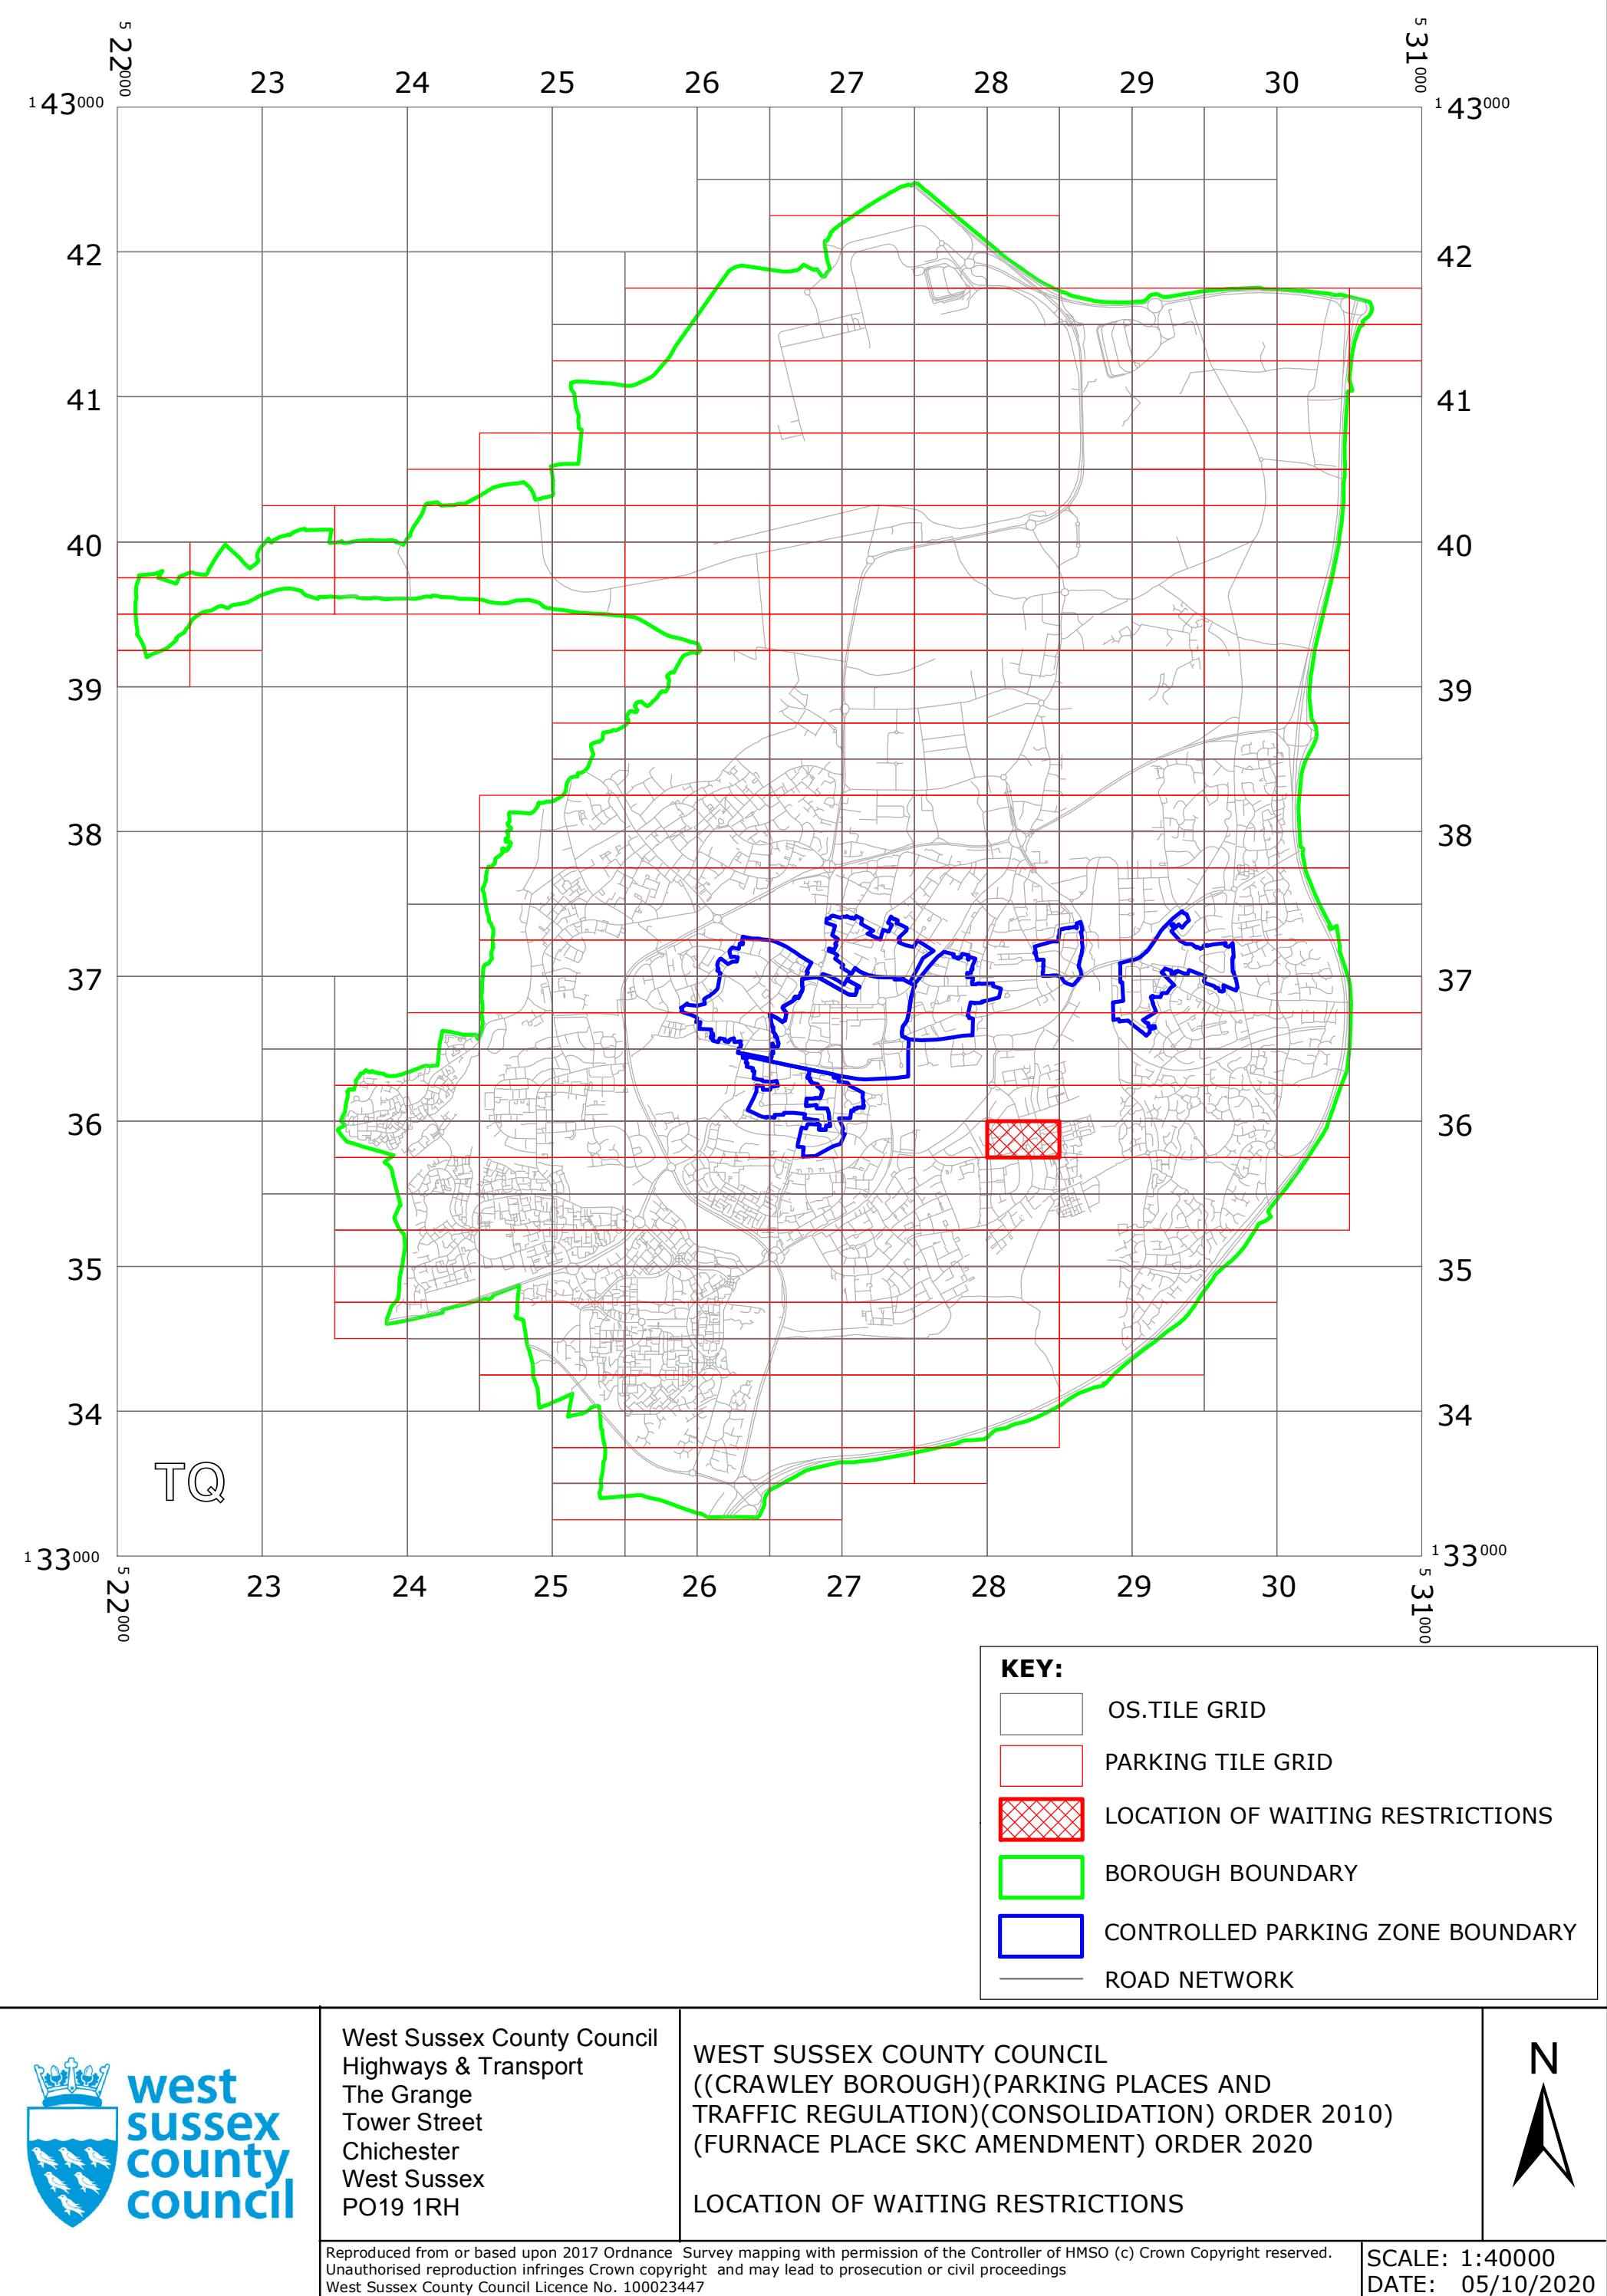 5 22000 23 24 25 26 27 28 29 30 5 31000
1 43000 1 43000
42 42
41 41
40 40
39 39
38 38
37 37
36 36
35 35
34 34
TQ
1 33000 1 33000
5 22000 23 24 25 26 27 28 29 30 5 31000
KEY:
OS.TILE GRID
PARKING TILE GRID
LOCATION OF WAITING RESTRICTIONS
BOROUGH BOUNDARY
CONTROLLED PARKING ZONE BOUNDARY
ROAD NETWORK
west
sussex
county
council
West Sussex County Council
Highways & Transport
The Grange
Tower Street
Chichester
West Sussex
PO19 1RH
WEST SUSSEX COUNTY COUNCIL
((CRAWLEY BOROUGH)(PARKING PLACES AND
TRAFFIC REGULATION)(CONSOLIDATION) ORDER 2010)
(FURNACE PLACE SKC AMENDMENT) ORDER 2020
LOCATION OF WAITING RESTRICTIONS
N
Reproduced from or based upon 2017 Ordnance Survey mapping with permission of the Controller of HMSO (c) Crown Copyright reserved.
Unauthorised reproduction infringes Crown copyright and may lead to prosecution or civil proceedings
West Sussex County Council Licence No. 100023447
SCALE: 1:40000
DATE: 05/10/2020